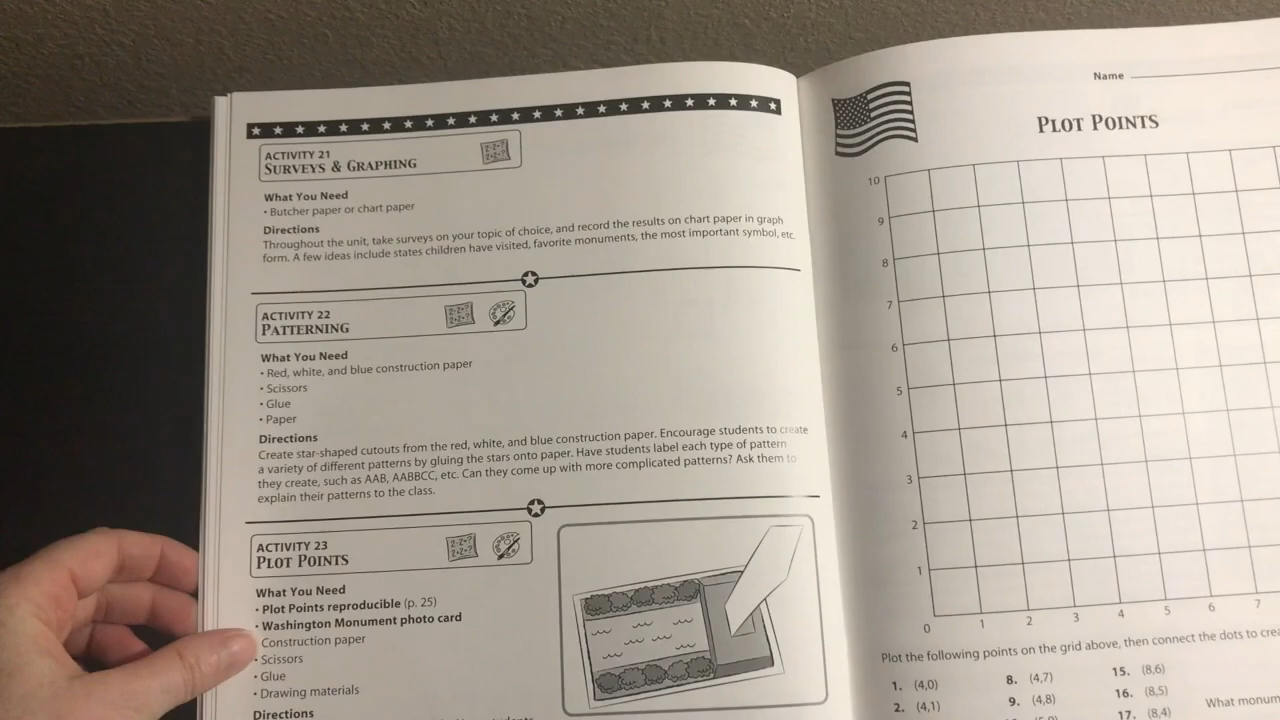 ACTIVITY 21
SURVEYS & GRAPHING
What You Need
• Butcher paper or chart paper
Directions
Throughout the unit, take surveys on your topic of choice, and record the results on chart paper in graph
form. A few ideas include states children have visited, favorite monuments, the most important symbol, etc.
ACTIVITY 22
PATTERNING
What You Need
• Red, white, and blue construction paper
• Scissors
• Glue
• Paper
Directions
Create star-shaped cutouts from the red, white, and blue construction paper. Encourage students to create
a variety of different patterns by gluing the stars onto paper. Have students label each type of pattern
they create, such as AAB, AABBCC, etc. Can they come up with more complicated patterns? Ask them to
explain their patterns to the class.
ACTIVITY 23
PLOT POINTS
What You Need
• Plot Points reproducible (p. 25)
• Washington Monument photo card
Construction paper
• Scissors
• Glue
• Drawing materials
Directions
Name
PLOT POINTS
10
9
8
7
6
5
4
3
2
1
0 1 2 3 4 5 6 7
Plot the following points on the grid above, then connect the dots to
1. (4,0)
2. (4,1)
8. (4,7)
9. (4,8)
15. (8,6)
16. (8,5)
17. (8,4)
What